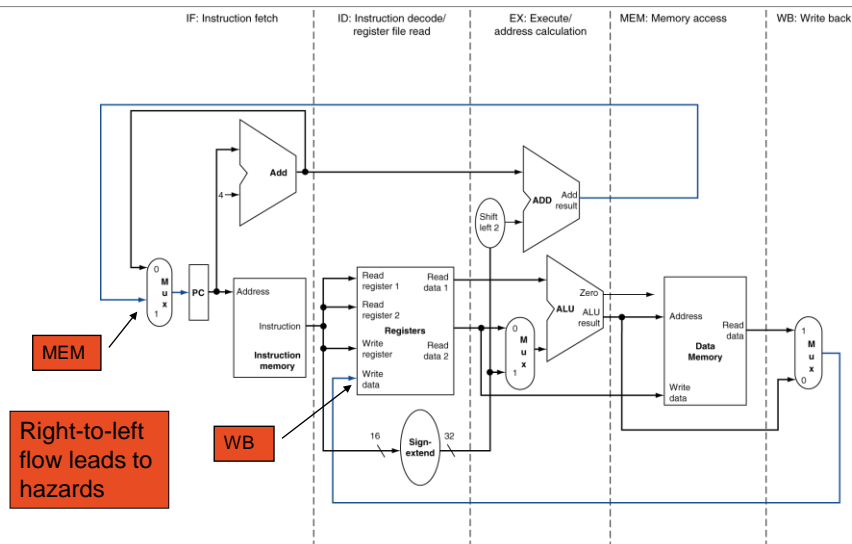 IF: Instruction fetch
ID: Instruction decode/
register file read
EX: Execute/
address calculation
MEM: Memory access
WB: Write back
Add
4
ADD
Add
result
Shift
left 2
0
M
u
x
1
PC
Address
Instruction
Instruction
memory
Read
register 1
Read
register 2
Write
register
Write
data
Registers
Read
data 1
Read
data 2
0
M
u
x
1
Zero
ALU
ALU
result
Address
Read
data
Data
Memory
Write
data
1
M
u
x
0
16
Sign-
extend
32
MEM
WB
Right-to-left
flow leads to
hazards